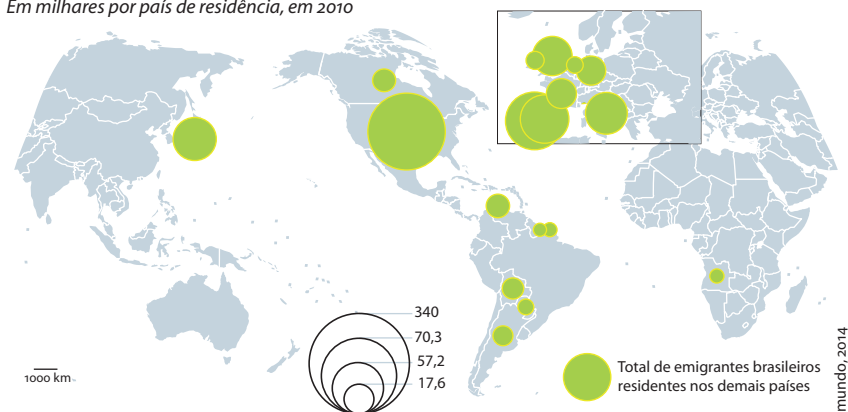 Em milhares por país de residência, em 2010
340
70,3
57,2
17,6
1000 km
Total de emigrantes brasileiros
residentes nos demais países
mundo, 2014